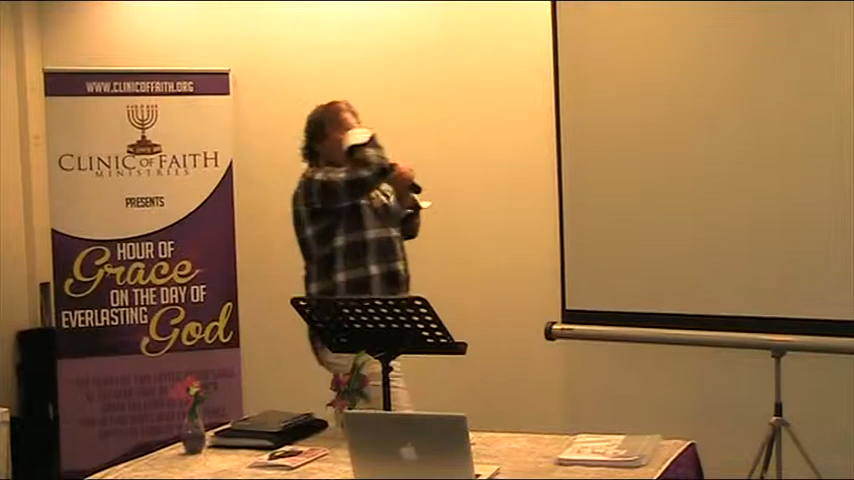 WWW.CLINICOFFAITH.ORG
CLINIC OF FAITH
MINISTRIES
PRESENTS
HOUR OF
Grace
ON THE DAY OF
EVERLASTING
God